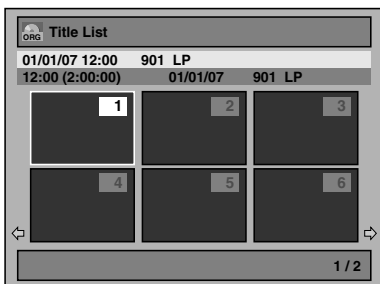 ORG Title List
01/01/07 12:00 901 LP
12:00 (2:00:00) 01/01/07 901 LP
1 2 3
4 5 6
1 / 2